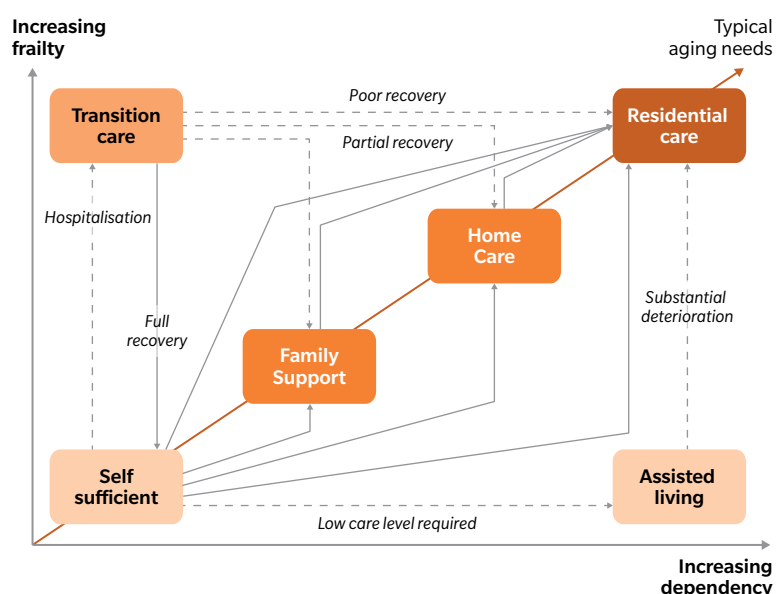 Increasing
frailty
Typical
aging needs
Transition
care
Poor recovery
Partial recovery
Residential
care
Hospitalisation
Home
Care
Full
recovery
Substantial
deterioration
Family
Support
Self
sufficient
Assisted
living
Low care level required
Increasing
dependency